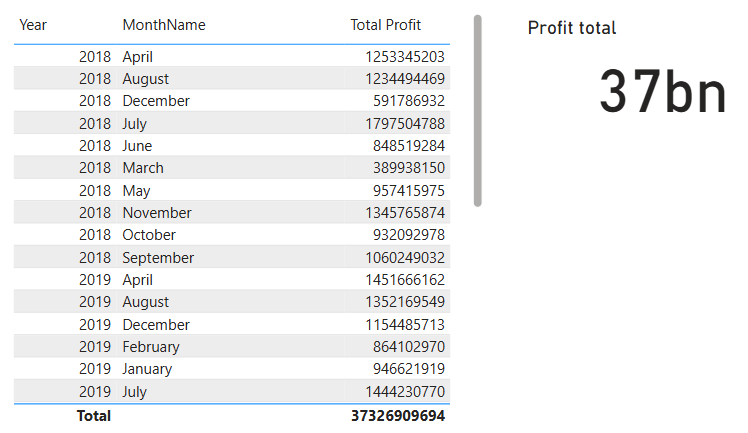 Year MonthName Total Profit
2018 April 1253345203
2018 August 1234494469
2018 December 591786932
2018 July 1797504788
2018 June 848519284
2018 March 389938150
2018 May 957415975
2018 November 1345765874
2018 October 932092978
2018 September 1060249032
2019 April 1451666162
2019 August 1352169549
2019 December 1154485713
2019 February 864102970
2019 January 946621919
2019 July 1444230770
Total 37326909694
Profit total
37bn